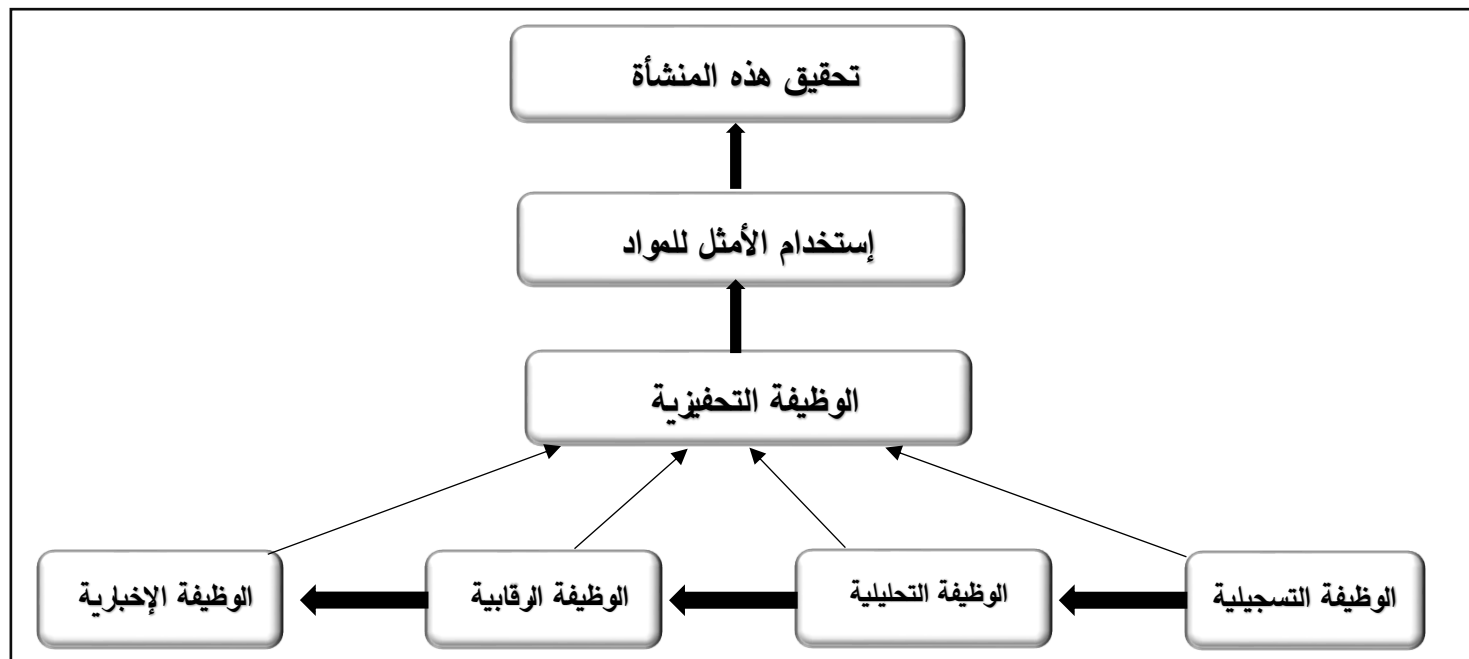 تحقيق هذه المنشأة
إستخدام الأمثل للمواد
الوظيفة التحفيزية
الوظيفة التسجيلية
الوظيفة التحليلية
الوظيفة الرقابية
الوظيفة الإخبارية